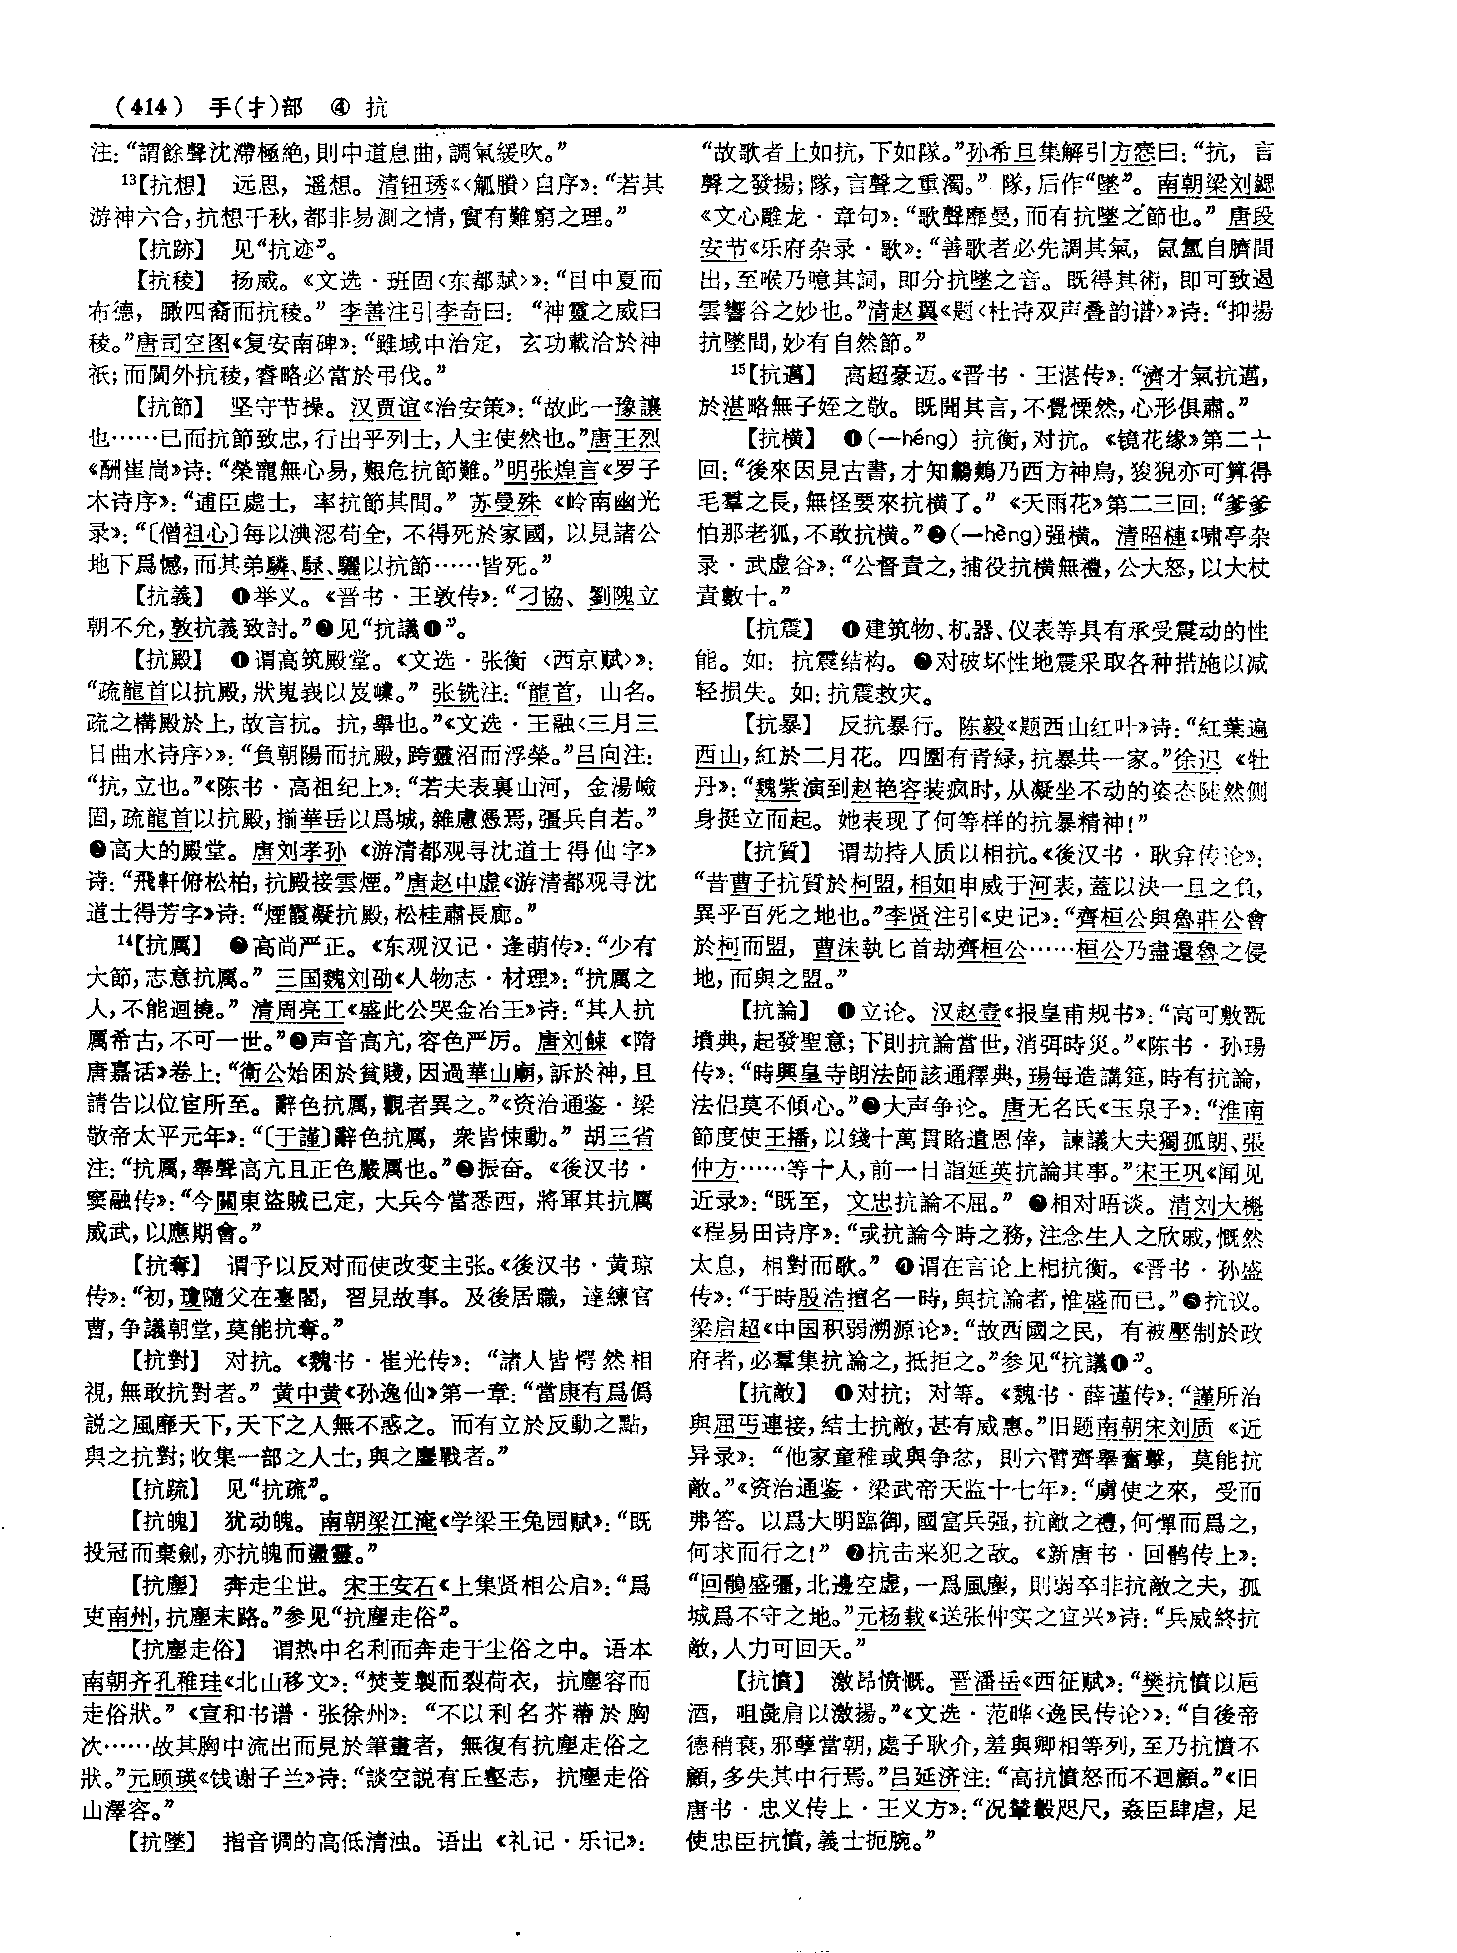 (414) 手(扌)部 ④ 抗
注：“謂餘聲沈滯極絶，則中道息曲，調氣緩吹。”
¹³【抗想】 远思，遥想。清钮琇《〈觚賸〉自序》：“若其
游神六合，抗想千秋，都非易測之情，實有難窮之理。”
【抗跡】 见“抗迹”。
【抗稜】 扬威。《文选·班固〈东都赋〉》：“目中夏而
布德， 瞰四裔而抗稜。” 李善注引李奇曰： “神靈之威曰
稜。”唐司空图《复安南碑》：“雖域中治定， 玄功載洽於神
祇；而閫外抗稜，睿略必當於弔伐。”
【抗節】 坚守节操。汉贾谊《治安策》：“故此一豫讓
也……已而抗節致忠，行出乎列士，人主使然也。”唐王烈
《酬崔峒》诗：“榮寵無心易，艱危抗節難。”明张煌言《罗子
木诗序》：“逋臣處士， 率抗節其間。” 苏曼殊 《岭南幽光
录》：“〔僧祖心〕每以淟涊苟全，不得死於家國，以見諸公
地下爲憾，而其弟驎、騄、驪以抗節……皆死。”
【抗義】 ❶举义。《晋书·王敦传》：“刁協、劉隗立
朝不允，敦抗義致討。”❷见“抗議❶”。
【抗殿】 ❶谓高筑殿堂。《文选·张衡〈西京赋〉》：
“疏龍首以抗殿，狀嵬峩以岌嶪。” 张铣注：“龍首， 山名。
疏之構殿於上，故言抗。抗，舉也。”《文选·王融〈三月三
日曲水诗序〉》：“負朝陽而抗殿，跨靈沼而浮榮。”吕向注：
“抗，立也。”《陈书·高祖纪上》：“若夫表裏山河， 金湯嶮
固，疏龍首以抗殿，揃華岳以爲城，雜慮憑焉，彊兵自若。”
❷高大的殿堂。唐刘孝孙《游清都观寻沈道士得仙字》
诗：“飛軒俯松柏，抗殿接雲煙。”唐赵中虚《游清都观寻沈
道士得芳字》诗：“煙霞凝抗殿，松桂肅長廊。”
¹⁴【抗厲】 ❶高尚严正。《东观汉记·逢萌传》：“少有
大節，志意抗厲。” 三国魏刘劭《人物志·材理》：“抗厲之
人，不能迴撓。” 清周亮工《盛此公哭金冶王》诗：“其人抗
厲希古，不可一世。”❷声音高亢，容色严厉。唐刘餗《隋
唐嘉话》卷上：“衛公始困於貧賤，因過華山廟，訴於神，且
請告以位宦所至。辭色抗厲，觀者異之。”《资治通鉴·梁
敬帝太平元年》：“〔于謹〕辭色抗厲， 衆皆悚動。” 胡三省
注：“抗厲，舉聲高亢且正色嚴厲也。”❸振奋。《後汉书·
窦融传》：“今關東盜賊已定，大兵今當悉西，將軍其抗厲
威武，以應期會。”
【抗奪】 谓予以反对而使改变主张。《後汉书·黄琼
传》：“初，瓊隨父在臺閣， 習見故事。及後居職， 達練官
曹，争議朝堂，莫能抗奪。”
【抗對】 对抗。《魏书·崔光传》： “諸人皆愕然相
視，無敢抗對者。” 黄中黄《孙逸仙》第一章：“當康有爲僞
説之風靡天下，天下之人無不惑之。而有立於反動之點，
與之抗對；收集一部之人士，與之鏖戰者。”
【抗䟽】 见“抗疏”。
【抗魄】 犹动魄。南朝梁江淹《学梁王兔园赋》：“既
投冠而棄劍，亦抗魄而盪靈。”
【抗塵】 奔走尘世。宋王安石《上集贤相公启》：“爲
吏南州，抗塵末路。”参见“抗塵走俗”。
【抗塵走俗】 谓热中名利而奔走于尘俗之中。语本
南朝齐孔稚珪《北山移文》：“焚芰製而裂荷衣， 抗塵容而
走俗狀。”《宣和书谱·张徐州》： “不以利名芥蔕於胸
次……故其胸中流出而見於筆畫者， 無復有抗塵走俗之
狀。”元顾瑛《饯谢子兰》诗：“談空説有丘壑志， 抗塵走俗
山澤容。”
【抗墜】 指音调的高低清浊。语出《礼记·乐记》：
“故歌者上如抗，下如隊。”孙希旦集解引方悫曰：“抗， 言
聲之發揚；隊，言聲之重濁。” 隊，后作“墜”。南朝梁刘勰
《文心雕龙·章句》：“歌聲靡曼，而有抗墜之節也。” 唐段
安节《乐府杂录·歌》：“善歌者必先調其氣， 氤氲自臍間
出，至喉乃噫其詞，即分抗墜之音。既得其術，即可致遏
雲響谷之妙也。”清赵翼《题〈杜诗双声叠韵谱〉》诗：“抑揚
抗墜間，妙有自然節。”
¹⁵【抗邁】 高超豪迈。《晋书·王湛传》：“濟才氣抗邁，
於湛略無子姪之敬。既聞其言，不覺慄然，心形俱肅。”
【抗横】 ❶(—héng) 抗衡，对抗。《镜花缘》第二十
回：“後來因見古書，才知鷫鷞乃西方神鳥，狻猊亦可算得
毛羣之長，無怪要來抗横了。”《天雨花》第二三回：“爹爹
怕那老狐，不敢抗横。”❷(—hèng)强横。清昭槤《啸亭杂
录·武虚谷》：“公督責之，捕役抗横無禮，公大怒，以大杖
責數十。”
【抗震】 ❶建筑物、机器、仪表等具有承受震动的性
能。如：抗震结构。❷对破坏性地震采取各种措施以减
轻损失。如：抗震救灾。
【抗暴】 反抗暴行。陈毅《题西山红叶》诗：“紅葉遍
西山，紅於二月花。四圍有青緑，抗暴共一家。”徐迟《牡
丹》：“魏紫演到赵艳容装疯时，从凝坐不动的姿态陡然侧
身挺立而起。她表现了何等样的抗暴精神！”
【抗質】 谓劫持人质以相抗。《後汉书·耿弇传论》：
“昔曹子抗質於柯盟，相如申威于河表，蓋以決一旦之負，
異乎百死之地也。”李贤注引《史记》：“齊桓公與魯莊公會
於柯而盟， 曹沬執匕首劫齊桓公……桓公乃盡還魯之侵
地，而與之盟。”
【抗論】 ❶立论。汉赵壹《报皇甫规书》：“高可敷翫
墳典，起發聖意；下則抗論當世，消弭時災。”《陈书·孙瑒
传》：“時興皇寺朗法師該通釋典，瑒每造講筵，時有抗論，
法侣莫不傾心。”❷大声争论。唐无名氏《玉泉子》：“淮南
節度使王播，以錢十萬貫賂遺恩倖， 諫議大夫獨孤朗、張
仲方……等十人，前一日詣延英抗論其事。”宋王巩《闻见
近录》：“既至， 文忠抗論不屈。” ❸相对晤谈。清刘大櫆
《程易田诗序》：“或抗論今時之務，注念生人之欣戚，慨然
太息， 相對而歌。” ❹谓在言论上相抗衡。《晋书·孙盛
传》：“于時殷浩擅名一時，與抗論者，惟盛而已。”❺抗议。
梁启超《中国积弱溯源论》：“故西國之民， 有被壓制於政
府者，必羣集抗論之，抵拒之。”参见“抗議❶”。
【抗敵】 ❶对抗；对等。《魏书·薛谨传》：“謹所治
與屈丐連接，結士抗敵，甚有威惠。”旧题南朝宋刘质《近
异录》： “他家童稚或與争忿， 則六臂齊舉奮擊， 莫能抗
敵。”《资治通鉴·梁武帝天监十七年》：“虜使之來， 受而
弗答。以爲大明臨御，國富兵强，抗敵之禮，何憚而爲之，
何求而行之！” ❷抗击来犯之敌。《新唐书·回鹘传上》：
“回鶻盛彊，北邊空虚，一爲風塵， 則弱卒非抗敵之夫， 孤
城爲不守之地。”元杨载《送张仲实之宜兴》诗：“兵威終抗
敵，人力可回天。”
【抗憤】 激昂愤慨。晋潘岳《西征赋》：“樊抗憤以巵
酒， 咀彘肩以激揚。”《文选·范晔〈逸民传论〉》：“自後帝
德稍衰，邪孽當朝，處子耿介，羞與卿相等列，至乃抗憤不
顧，多失其中行焉。”吕延济注：“高抗憤怒而不迴顧。”《旧
唐书·忠义传上·王义方》：“况輦轂咫尺，姦臣肆虐，足
使忠臣抗憤，義士扼腕。”